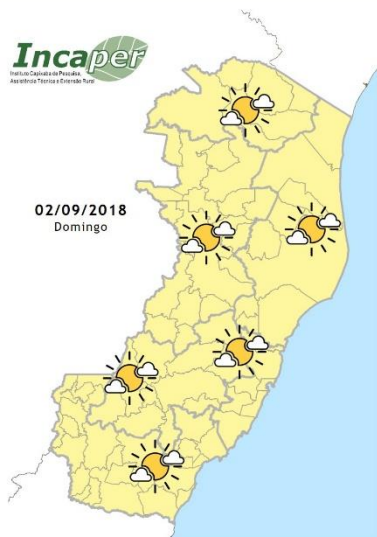 Incaper
Instituto Capixaba de Pesquisa,
Assistência Técnica e Extensão Rural
02/09/2018
Domingo